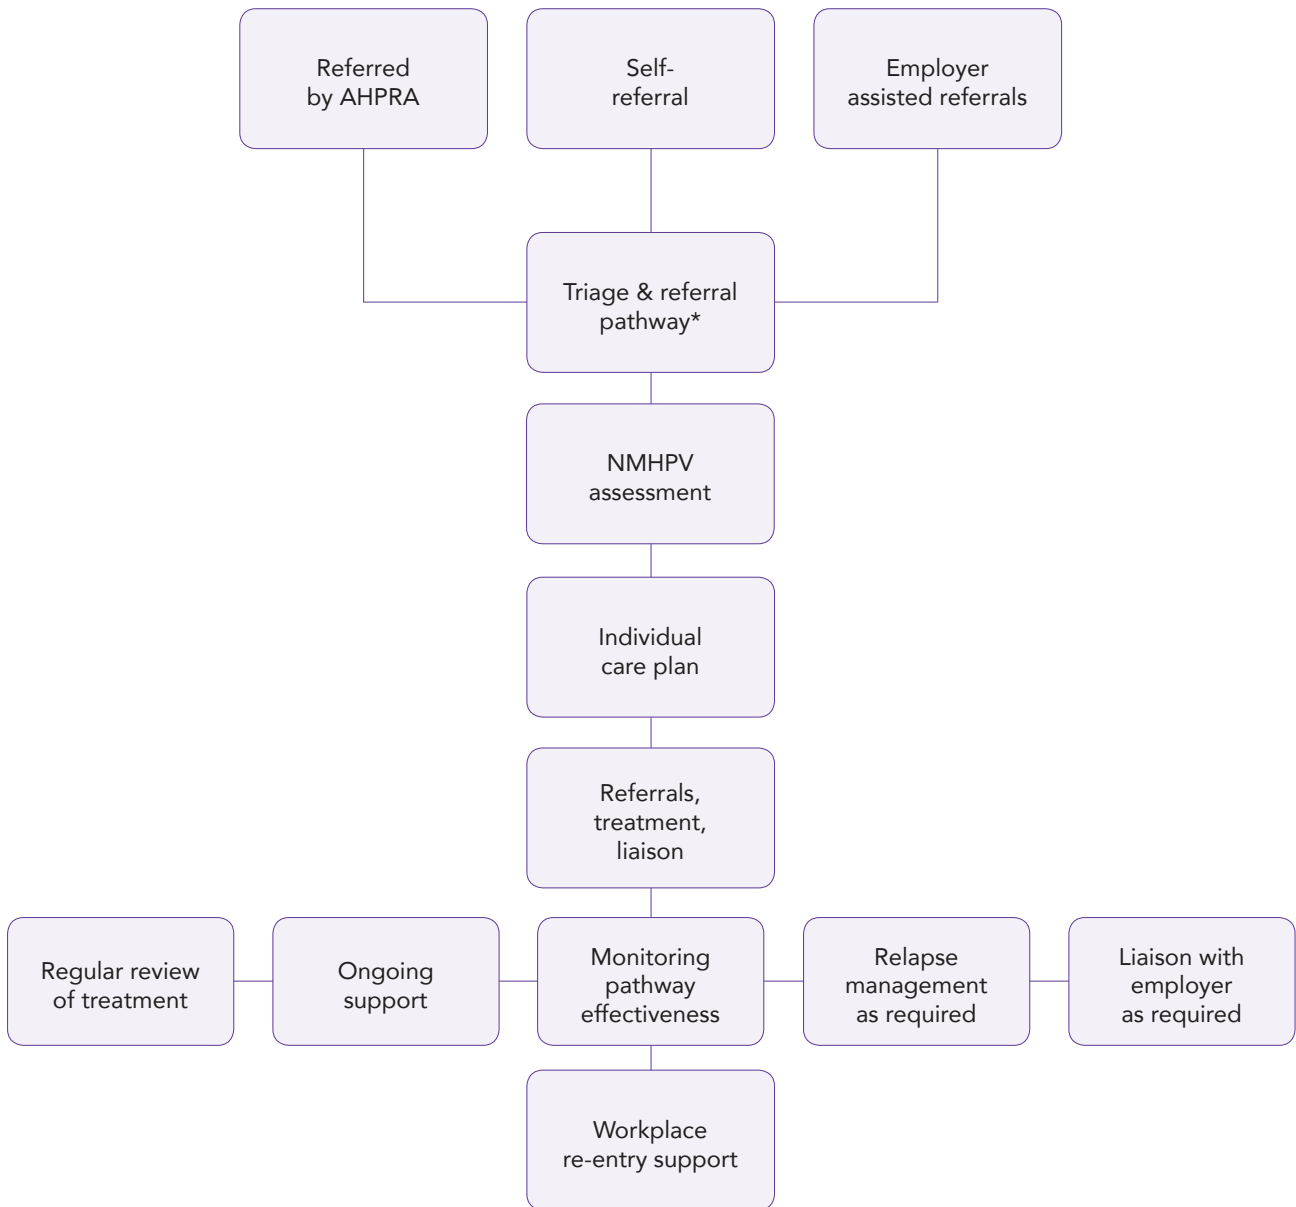 Referred
by AHPRA
Self-
referral
Employer
assisted referrals
Triage & referral
pathway*
NMHPV
assessment
Individual
care plan
Referrals,
treatment,
liaison
Regular review
of treatment
Ongoing
support
Monitoring
pathway
effectiveness
Relapse
management
as required
Liaison with
employer
as required
Workplace
re-entry support